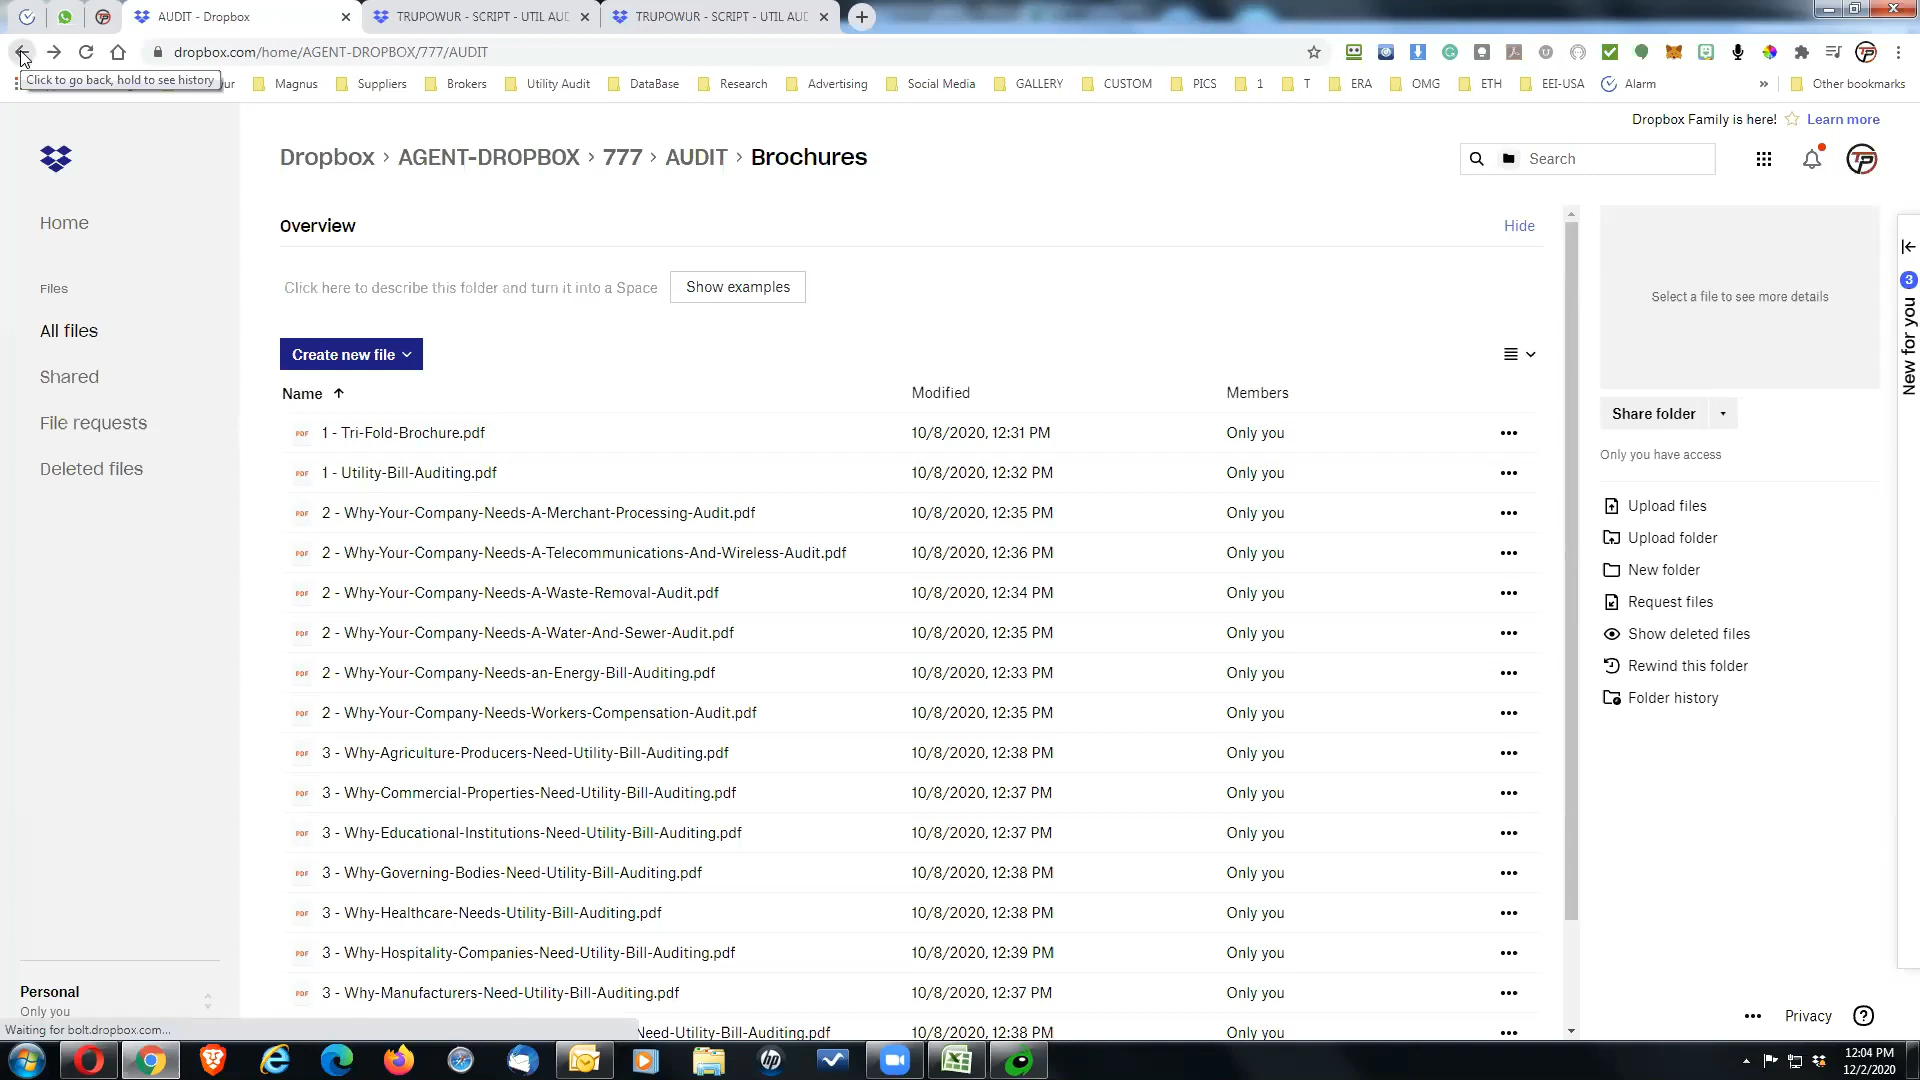 AUDIT - Dropbox
TRUPOWUR - SCRIPT - UTIL AUD
TRUPOWUR - SCRIPT - UTIL AUD
dropbox.com/home/AGENT-DROPBOX/777/AUDIT
Click to go back, hold to see history
Magnus
Suppliers
Brokers
Utility Audit
DataBase
Research
Advertising
Social Media
GALLERY
CUSTOM
PICS
1
T
ERA
OMG
ETH
EEI-USA
Alarm
»
Other bookmarks
Dropbox Family is here! Learn more
Dropbox › AGENT-DROPBOX › 777 › AUDIT › Brochures
Search
Home
Files
All files
Shared
File requests
Deleted files
Personal
Only you
Overview
Hide
Click here to describe this folder and turn it into a Space
Show examples
Create new file
Name Modified Members
PDF 1 - Tri-Fold-Brochure.pdf 10/8/2020, 12:31 PM Only you
PDF 1 - Utility-Bill-Auditing.pdf 10/8/2020, 12:32 PM Only you
PDF 2 - Why-Your-Company-Needs-A-Merchant-Processing-Audit.pdf 10/8/2020, 12:35 PM Only you
PDF 2 - Why-Your-Company-Needs-A-Telecommunications-And-Wireless-Audit.pdf 10/8/2020, 12:36 PM Only you
PDF 2 - Why-Your-Company-Needs-A-Waste-Removal-Audit.pdf 10/8/2020, 12:34 PM Only you
PDF 2 - Why-Your-Company-Needs-A-Water-And-Sewer-Audit.pdf 10/8/2020, 12:35 PM Only you
PDF 2 - Why-Your-Company-Needs-an-Energy-Bill-Auditing.pdf 10/8/2020, 12:33 PM Only you
PDF 2 - Why-Your-Company-Needs-Workers-Compensation-Audit.pdf 10/8/2020, 12:35 PM Only you
PDF 3 - Why-Agriculture-Producers-Need-Utility-Bill-Auditing.pdf 10/8/2020, 12:38 PM Only you
PDF 3 - Why-Commercial-Properties-Need-Utility-Bill-Auditing.pdf 10/8/2020, 12:37 PM Only you
PDF 3 - Why-Educational-Institutions-Need-Utility-Bill-Auditing.pdf 10/8/2020, 12:37 PM Only you
PDF 3 - Why-Governing-Bodies-Need-Utility-Bill-Auditing.pdf 10/8/2020, 12:38 PM Only you
PDF 3 - Why-Healthcare-Needs-Utility-Bill-Auditing.pdf 10/8/2020, 12:38 PM Only you
PDF 3 - Why-Hospitality-Companies-Need-Utility-Bill-Auditing.pdf 10/8/2020, 12:39 PM Only you
PDF 3 - Why-Manufacturers-Need-Utility-Bill-Auditing.pdf 10/8/2020, 12:37 PM Only you
Need-Utility-Bill-Auditing.pdf 10/8/2020, 12:38 PM Only you
Select a file to see more details
Share folder
Only you have access
Upload files
Upload folder
New folder
Request files
Show deleted files
Rewind this folder
Folder history
3
New for you
Privacy
Waiting for bolt.dropbox.com...
12:04 PM
12/2/2020